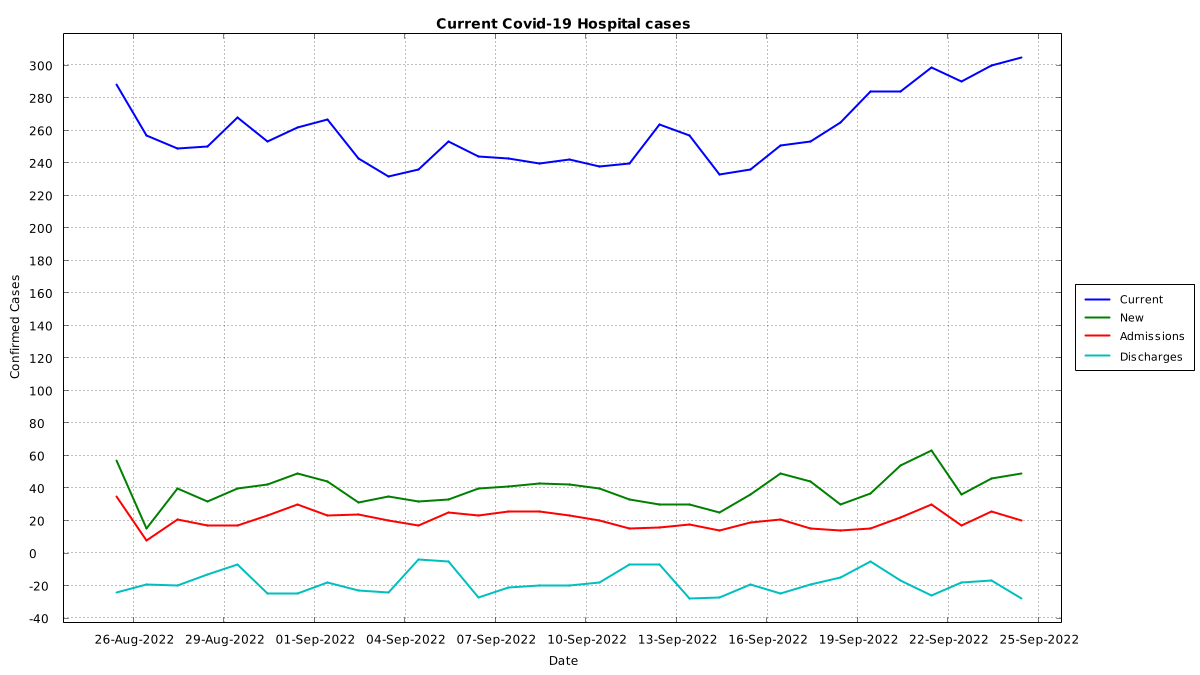 Current Covid-19 Hospital cases
Confirmed Cases
300
280
260
240
220
200
180
160
140
120
100
80
60
40
20
0
-20
-40
26-Aug-2022 29-Aug-2022 01-Sep-2022 04-Sep-2022 07-Sep-2022 10-Sep-2022 13-Sep-2022 16-Sep-2022 19-Sep-2022 22-Sep-2022 25-Sep-2022
Date
Current
New
Admissions
Discharges